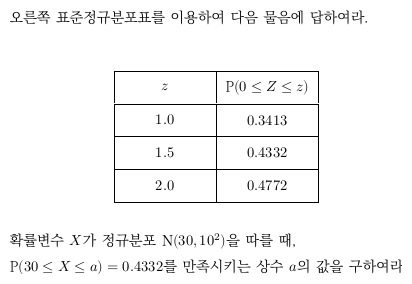 오른쪽 표준정규분포표를 이용하여 다음 물음에 답하여라.
z P(0 ≤ Z ≤ z)
1.0 0.3413
1.5 0.4332
2.0 0.4772
확률변수 X가 정규분포 N(30, 10²)을 따를 때,
P(30 ≤ X ≤ a) = 0.4332를 만족시키는 상수 a의 값을 구하여라